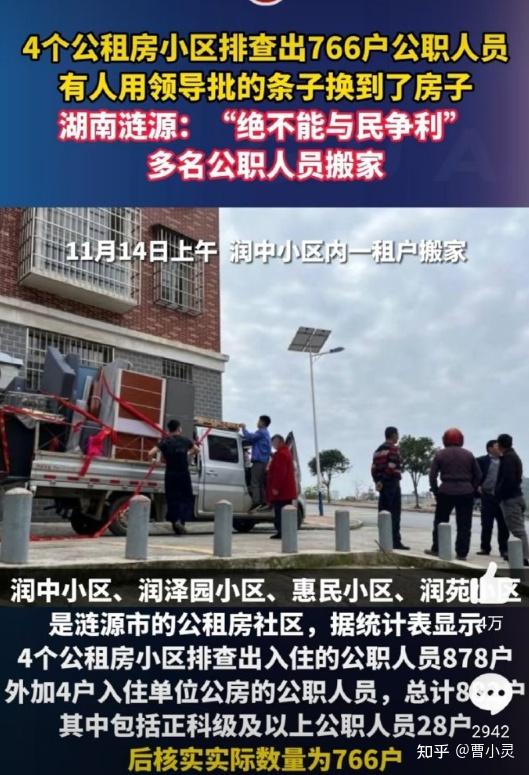 4个公租房小区排查出766户公职人员
有人用领导批的条子换到了房子
湖南涟源：“绝不能与民争利”
多名公职人员搬家
11月14日上午 润中小区内一租户搬家
润中小区、润泽园小区、惠民小区、润苑小区
是涟源市的公租房社区，据统计表显示
4万
4个公租房小区排查出入住的公职人员878户
外加4户入住单位公房的公职人员，总计882户
其中包括正科级及以上公职人员28户
2942
后核实实际数量为766户
知乎 @曹小灵